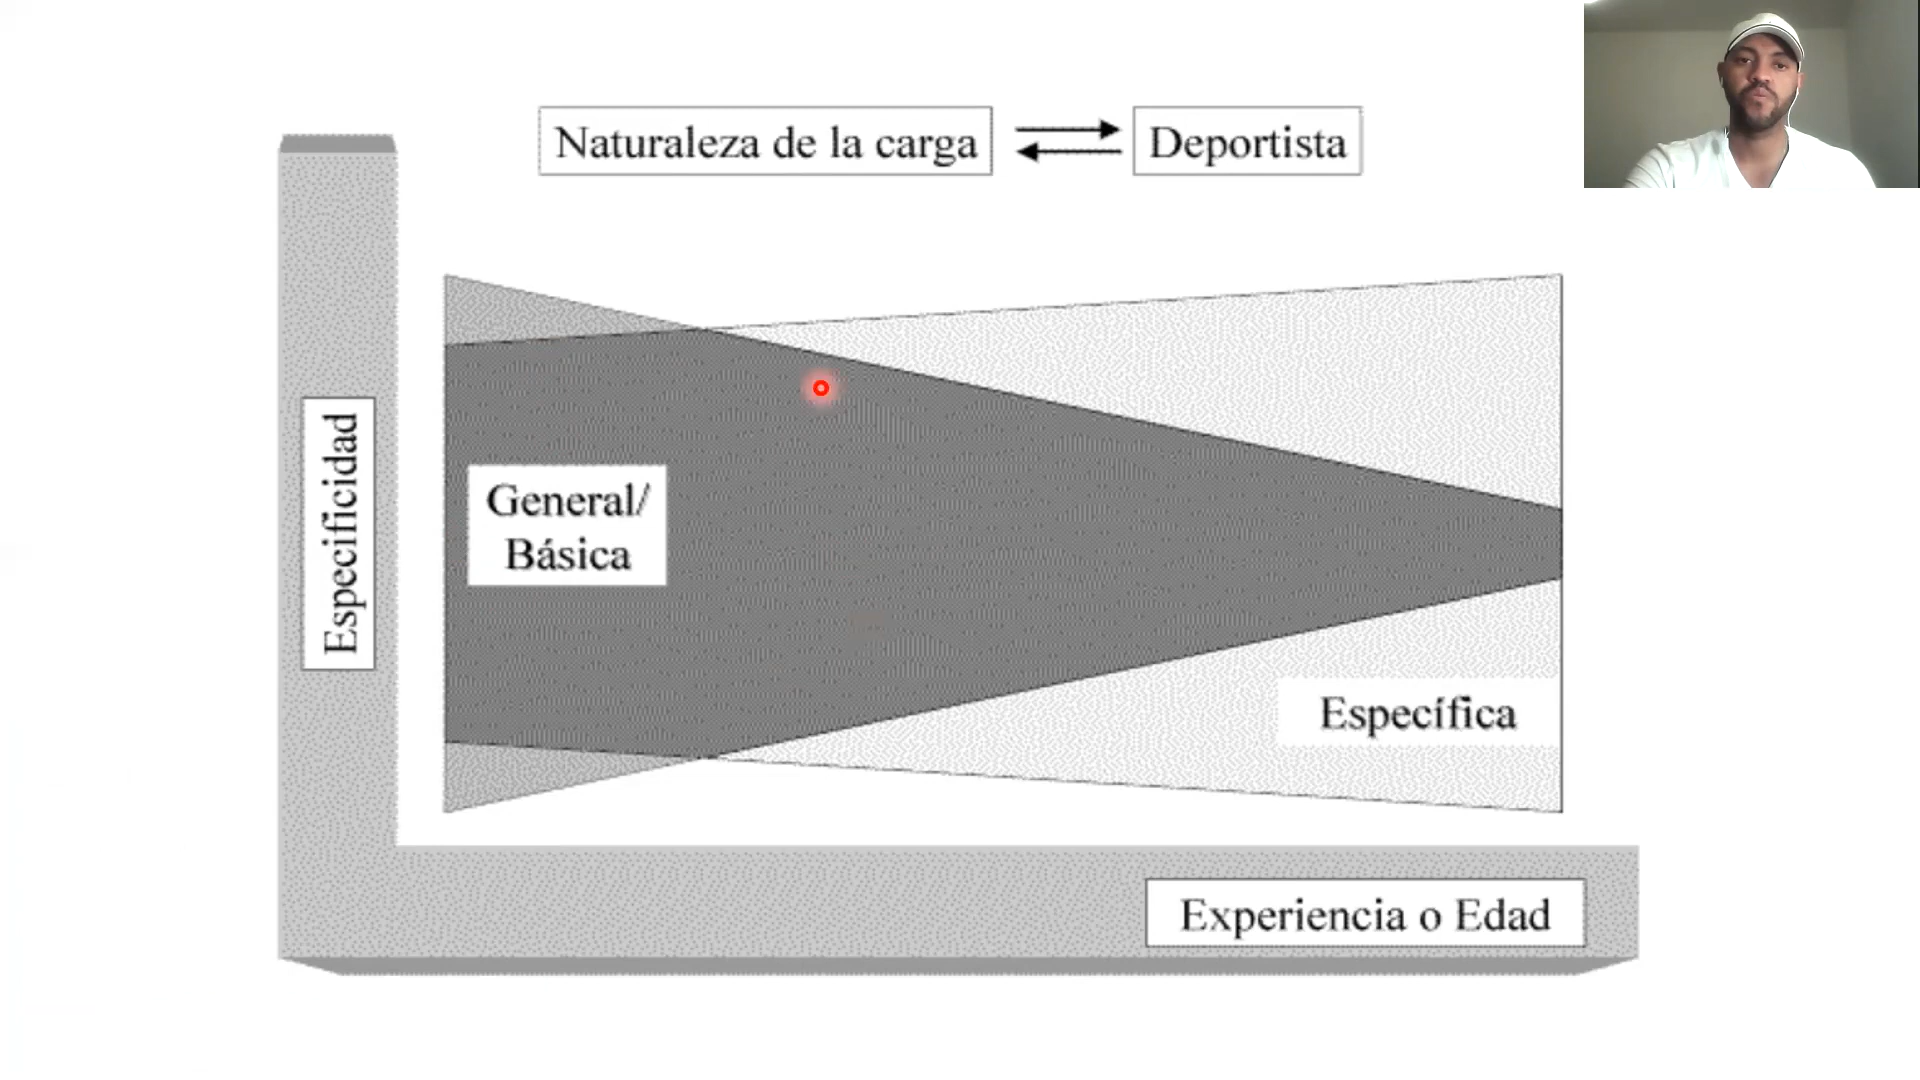 Naturaleza de la carga
Deportista
Especificidad
General/
Básica
Específica
Experiencia o Edad